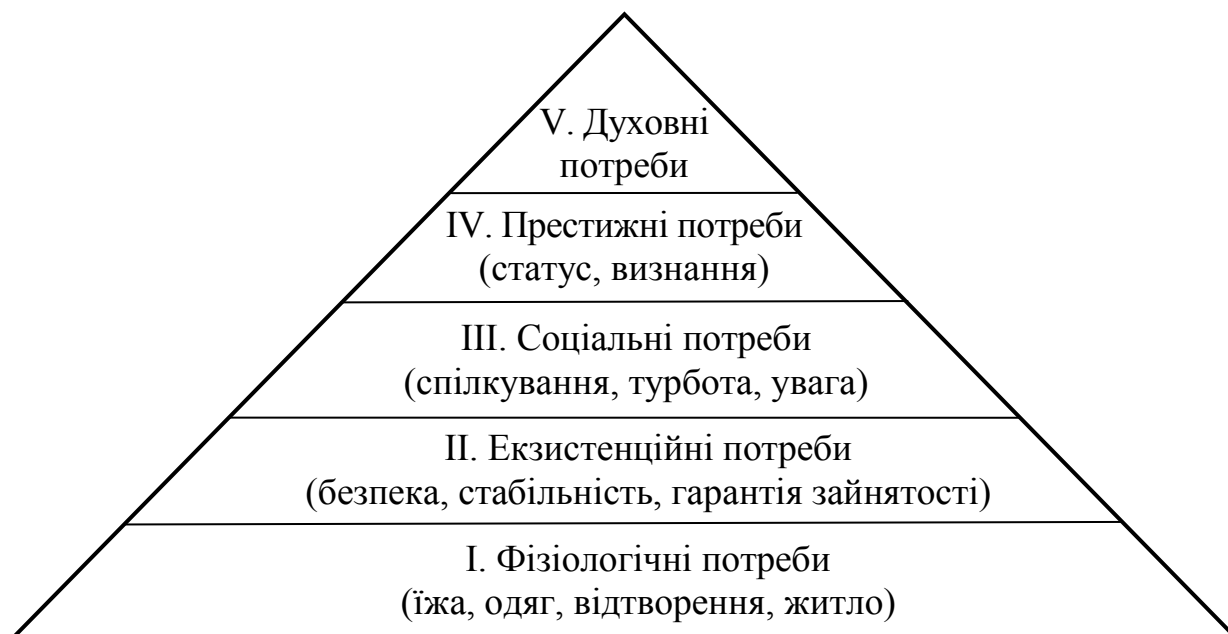 V. Духовні
потреби
IV. Престижні потреби
(статус, визнання)
III. Соціальні потреби
(спілкування, турбота, увага)
II. Екзистенційні потреби
(безпека, стабільність, гарантія зайнятості)
I. Фізіологічні потреби
(їжа, одяг, відтворення, житло)